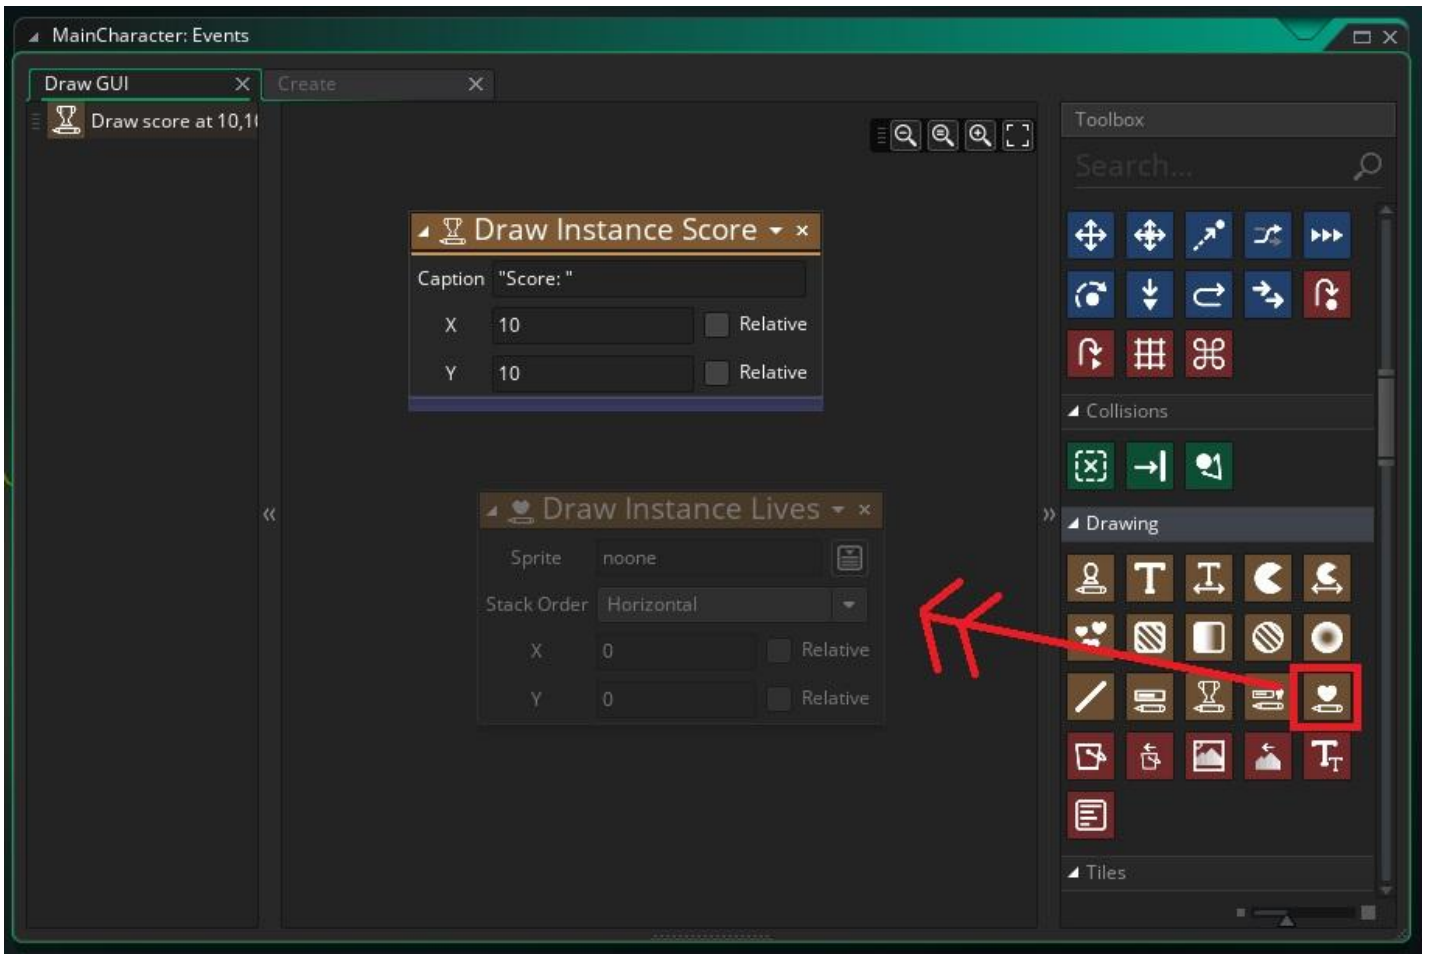 MainCharacter: Events
Draw GUI
Create
Draw score at 10,1
Toolbox
Search...
Draw Instance Score
Caption "Score: "
X 10 Relative
Y 10 Relative
Collisions
Draw Instance Lives
Drawing
Sprite noone
Stack Order Horizontal
X 0 Relative
Y 0 Relative
Tiles